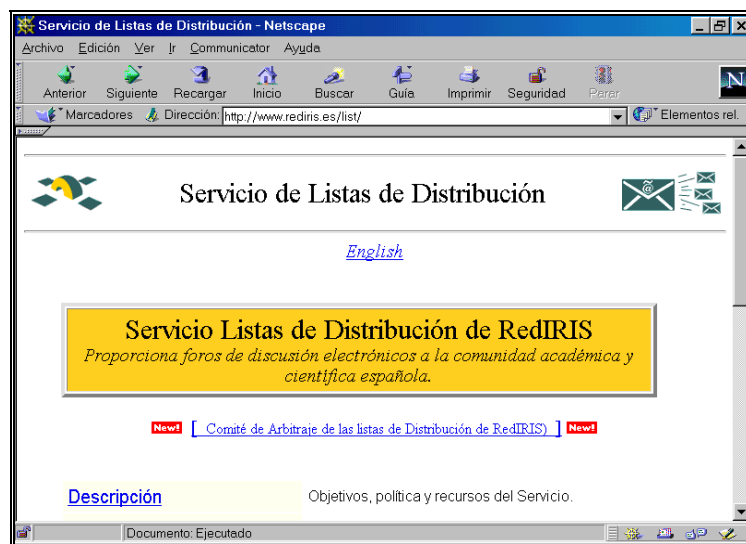 Servicio de Listas de Distribución - Netscape
Archivo Edición Ver Ir Communicator Ayuda
Anterior Siguiente Recargar Inicio Buscar Guía Imprimir Seguridad Parar
N
Marcadores Dirección: http://www.rediris.es/list/ Elementos rel.
Servicio de Listas de Distribución
@
English
Servicio Listas de Distribución de RedIRIS
Proporciona foros de discusión electrónicos a la comunidad académica y
científica española.
New! [ Comité de Arbitraje de las listas de Distribución de RedIRIS) ] New!
Descripción Objetivos, política y recursos del Servicio.
Documento: Ejecutado